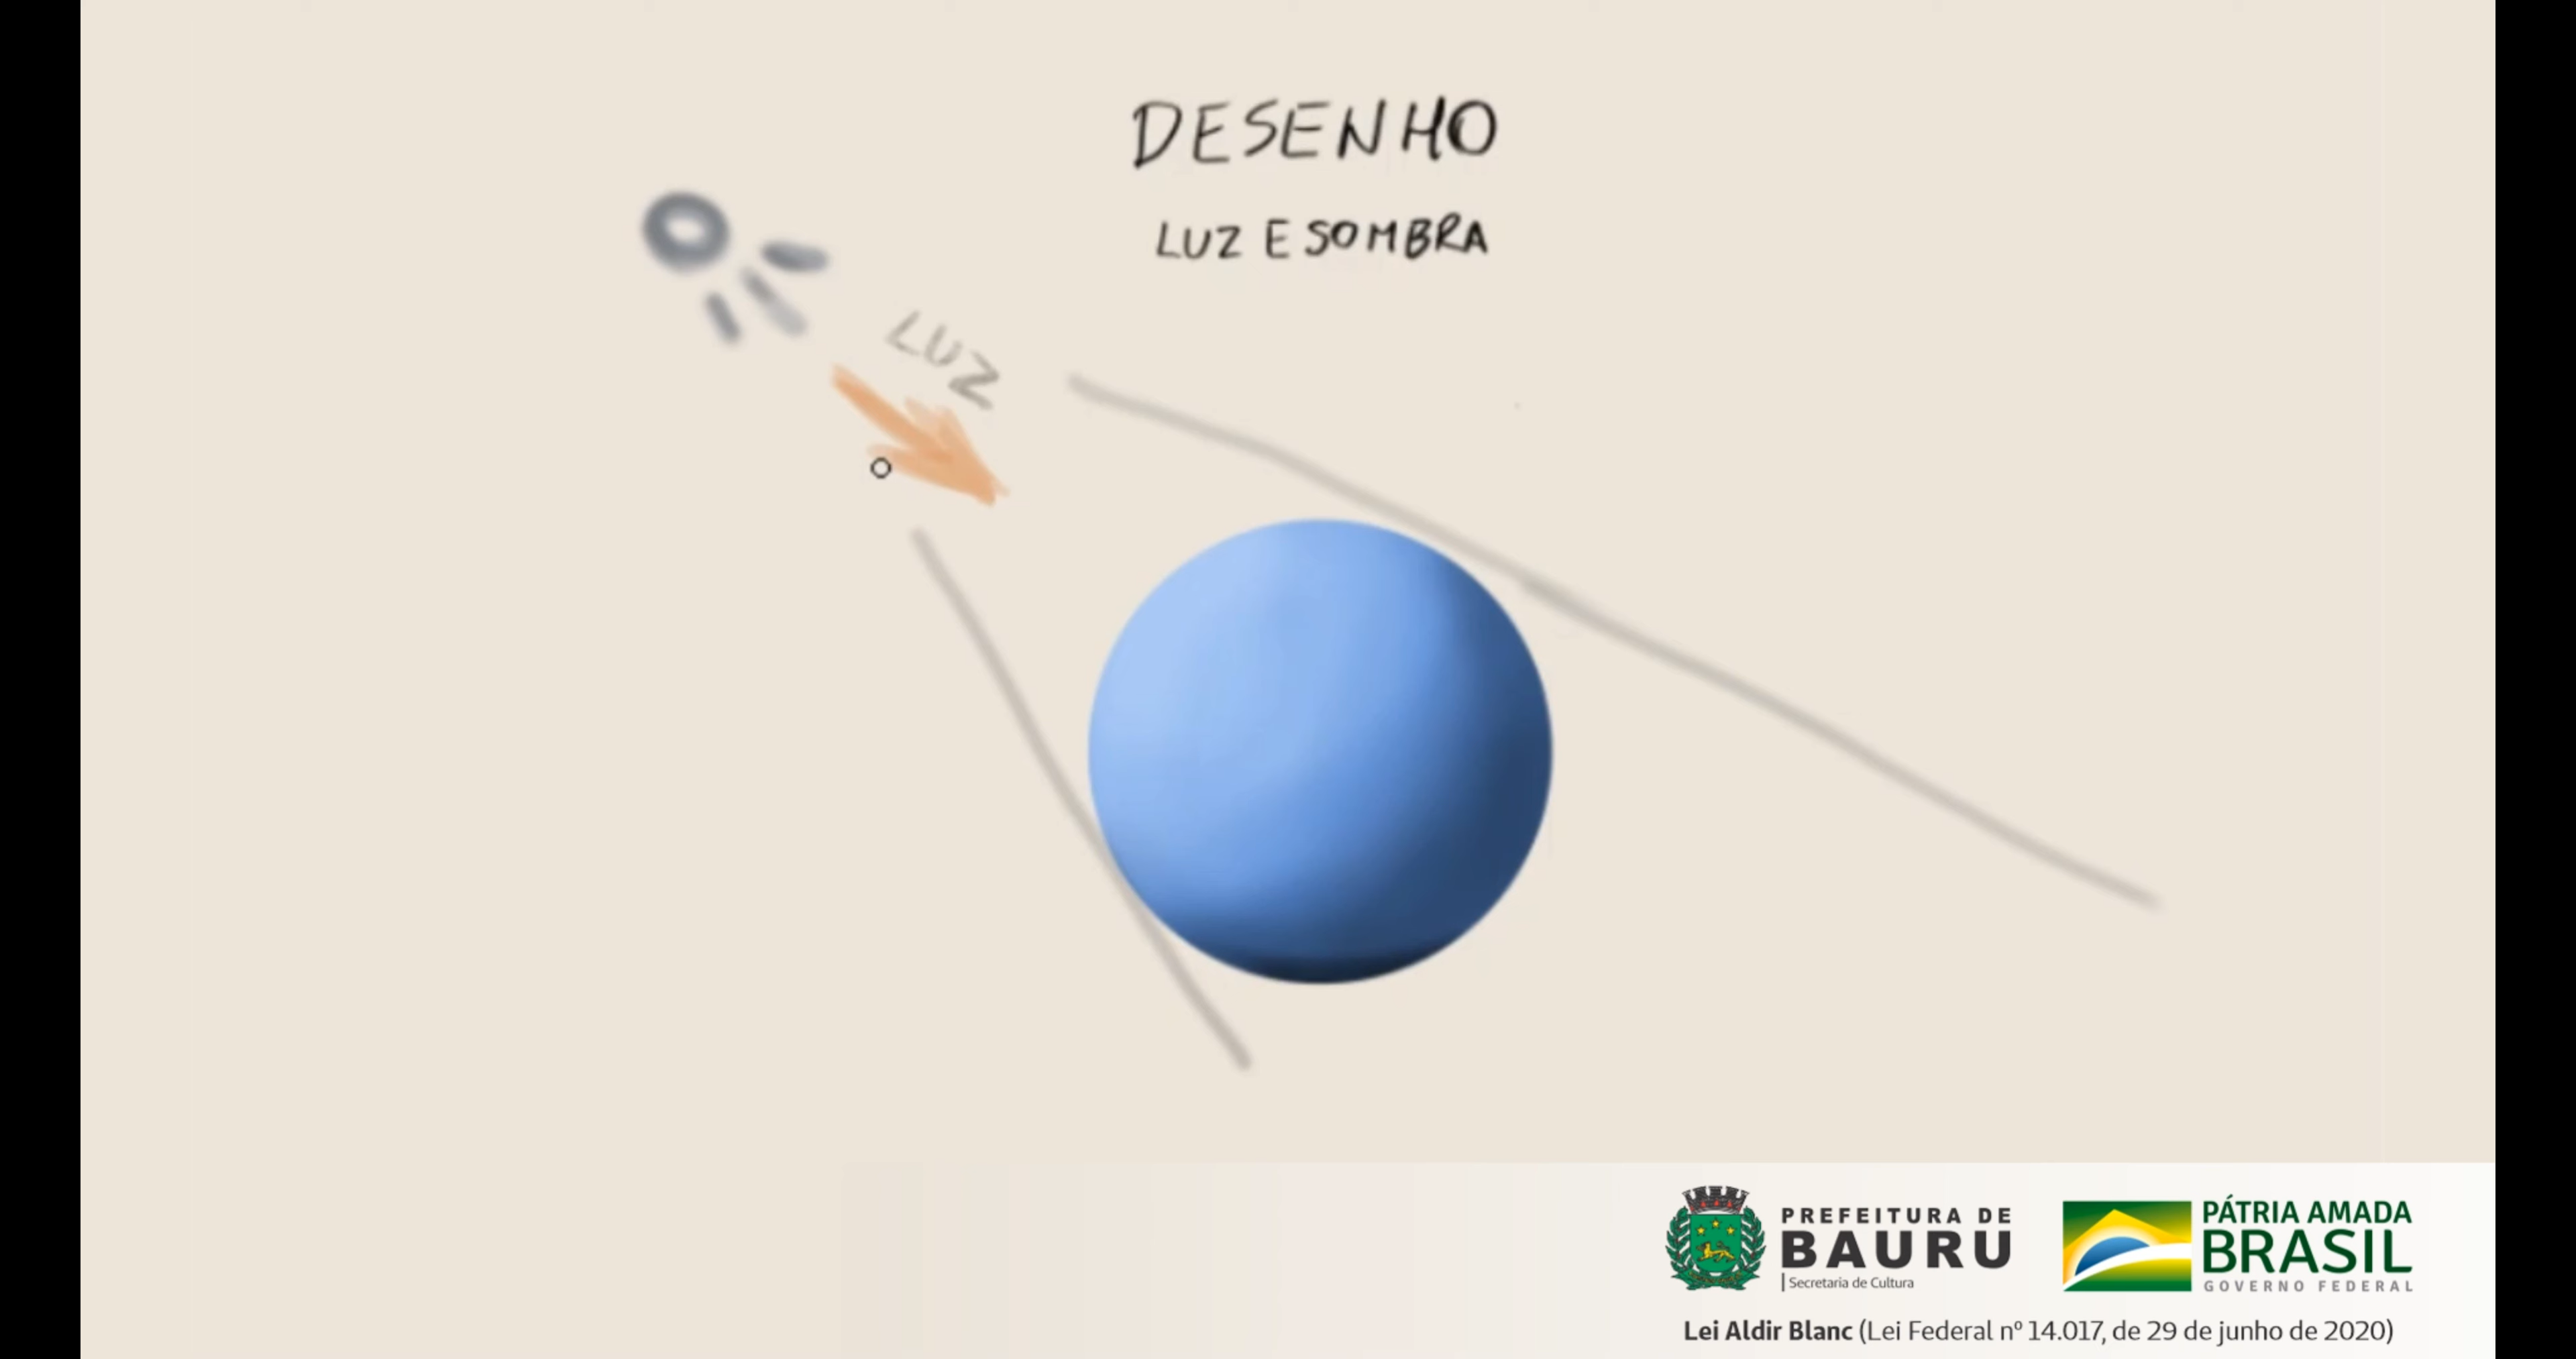 DESENHO
LUZ E SOMBRA
LUZ
PREFEITURA DE
BAURU
Secretaria de Cultura
PÁTRIA AMADA
BRASIL
GOVERNO FEDERAL
Lei Aldir Blanc (Lei Federal nº 14.017, de 29 de junho de 2020)